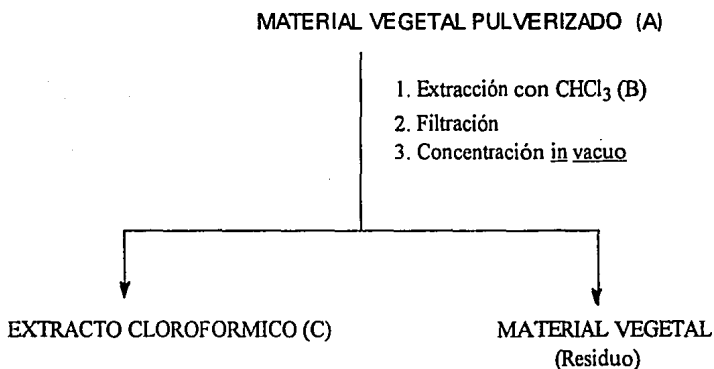 MATERIAL VEGETAL PULVERIZADO (A)
1. Extracción con CHCl₃ (B)
2. Filtración
3. Concentración in vacuo
EXTRACTO CLOROFORMICO (C)
MATERIAL VEGETAL
(Residuo)